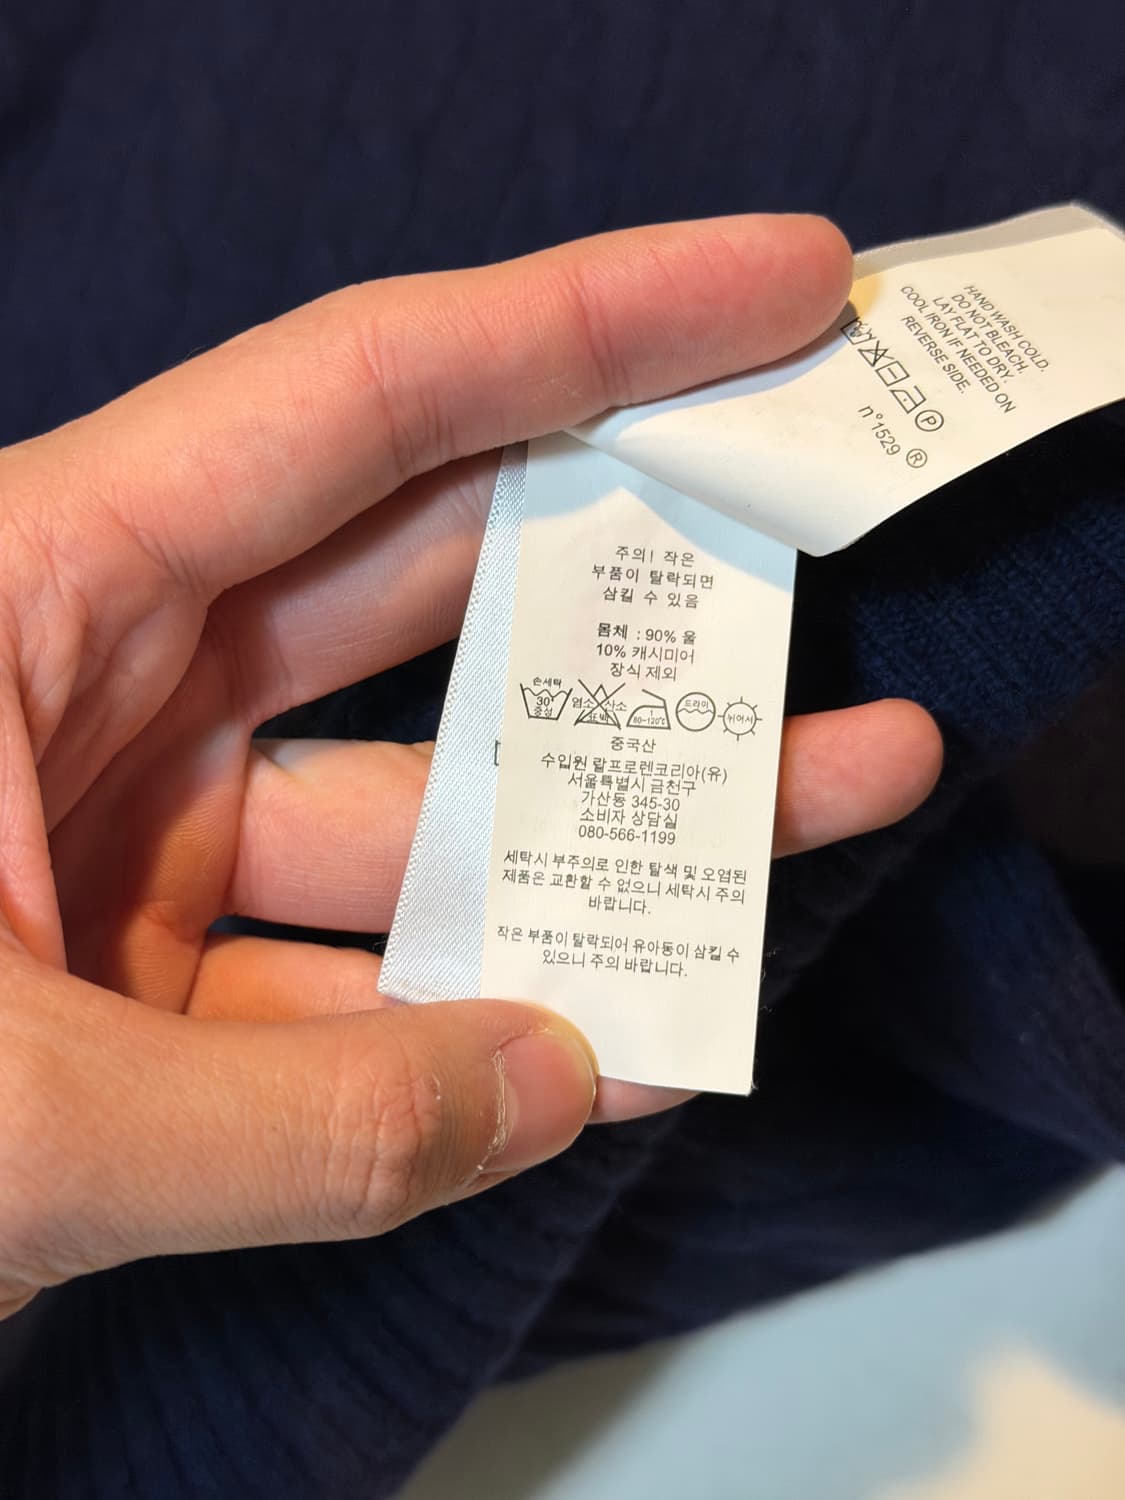 HAND WASH COLD.
DO NOT BLEACH.
LAY FLAT TO DRY.
COOL IRON IF NEEDED ON
REVERSE SIDE.
P
n°1529 ®
주의! 작은
부품이 탈락되면
삼킬 수 있음
몸체 : 90% 울
10% 캐시미어
장식 제외
손세탁
30°
중성
염소 산소
표백
1
80~120℃
드라이
뉘어서
중국산
수입원 랄프로렌코리아(유)
서울특별시 금천구
가산동 345-30
소비자 상담실
080-566-1199
세탁시 부주의로 인한 탈색 및 오염된
제품은 교환할 수 없으니 세탁시 주의
바랍니다.
작은 부품이 탈락되어 유아동이 삼킬 수
있으니 주의 바랍니다.